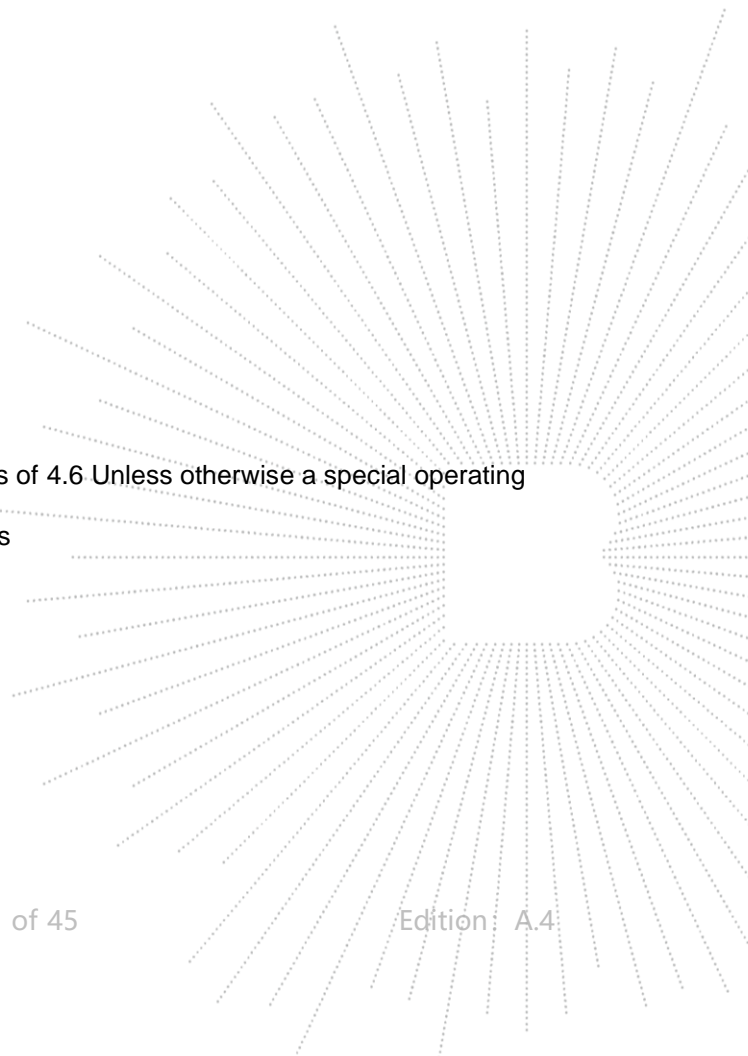 s of 4.6 Unless otherwise a special operating
s
of 45 Edition: A.4